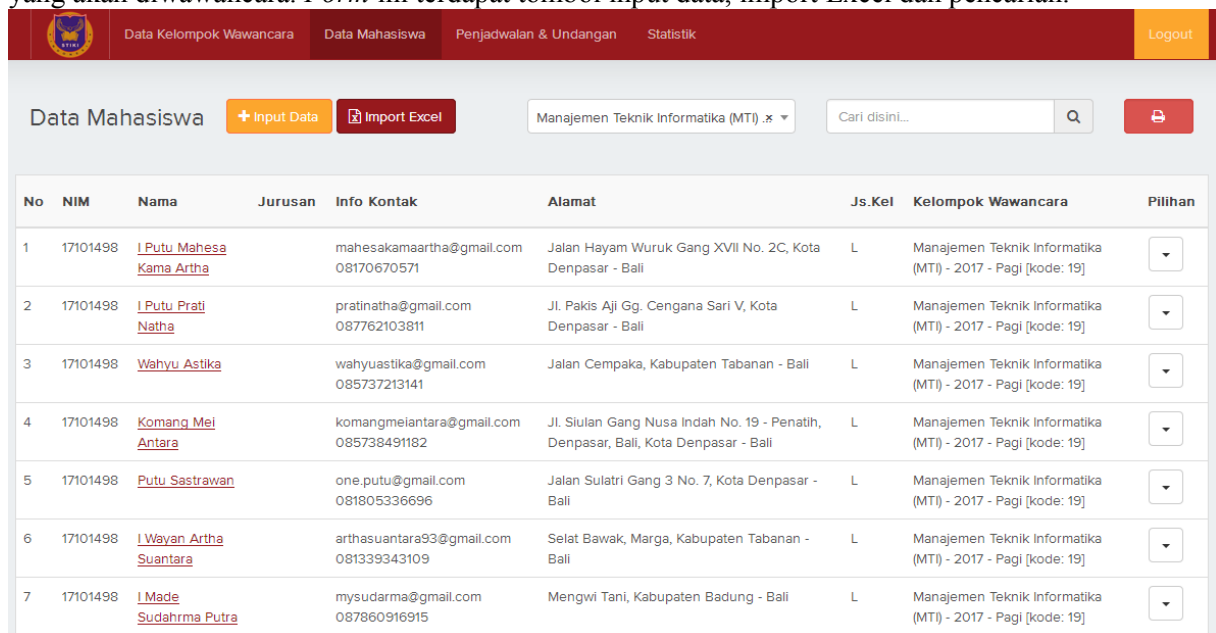 yang akan diwawancara. Form ini terdapat tombol input data, import Excel dan pencarian.
STIKI Data Kelompok Wawancara Data Mahasiswa Penjadwalan & Undangan Statistik Logout
Data Mahasiswa + Input Data Import Excel Manajemen Teknik Informatika (MTI) .× Cari disini...
No NIM Nama Jurusan Info Kontak Alamat Js.Kel Kelompok Wawancara Pilihan
1 17101498 I Putu Mahesa mahesakamaartha@gmail.com Jalan Hayam Wuruk Gang XVII No. 2C, Kota L Manajemen Teknik Informatika
Kama Artha 08170670571 Denpasar - Bali (MTI) - 2017 - Pagi [kode: 19]
2 17101498 I Putu Prati pratinatha@gmail.com Jl. Pakis Aji Gg. Cengana Sari V, Kota L Manajemen Teknik Informatika
Natha 087762103811 Denpasar - Bali (MTI) - 2017 - Pagi [kode: 19]
3 17101498 Wahyu Astika wahyuastika@gmail.com Jalan Cempaka, Kabupaten Tabanan - Bali L Manajemen Teknik Informatika
085737213141 (MTI) - 2017 - Pagi [kode: 19]
4 17101498 Komang Mei komangmeiantara@gmail.com Jl. Siulan Gang Nusa Indah No. 19 - Penatih, L Manajemen Teknik Informatika
Antara 085738491182 Denpasar, Bali, Kota Denpasar - Bali (MTI) - 2017 - Pagi [kode: 19]
5 17101498 Putu Sastrawan one.putu@gmail.com Jalan Sulatri Gang 3 No. 7, Kota Denpasar - L Manajemen Teknik Informatika
081805336696 Bali (MTI) - 2017 - Pagi [kode: 19]
6 17101498 I Wayan Artha arthasuantara93@gmail.com Selat Bawak, Marga, Kabupaten Tabanan - L Manajemen Teknik Informatika
Suantara 081339343109 Bali (MTI) - 2017 - Pagi [kode: 19]
7 17101498 I Made mysudarma@gmail.com Mengwi Tani, Kabupaten Badung - Bali L Manajemen Teknik Informatika
Sudahrma Putra 087860916915 (MTI) - 2017 - Pagi [kode: 19]